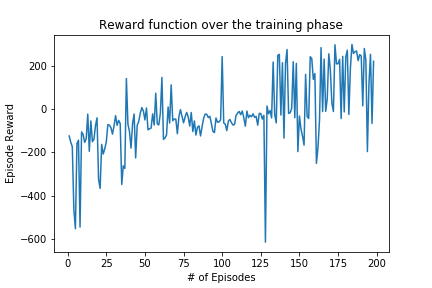 Reward function over the training phase
Episode Reward
200
0
−200
−400
−600
0 25 50 75 100 125 150 175 200
# of Episodes